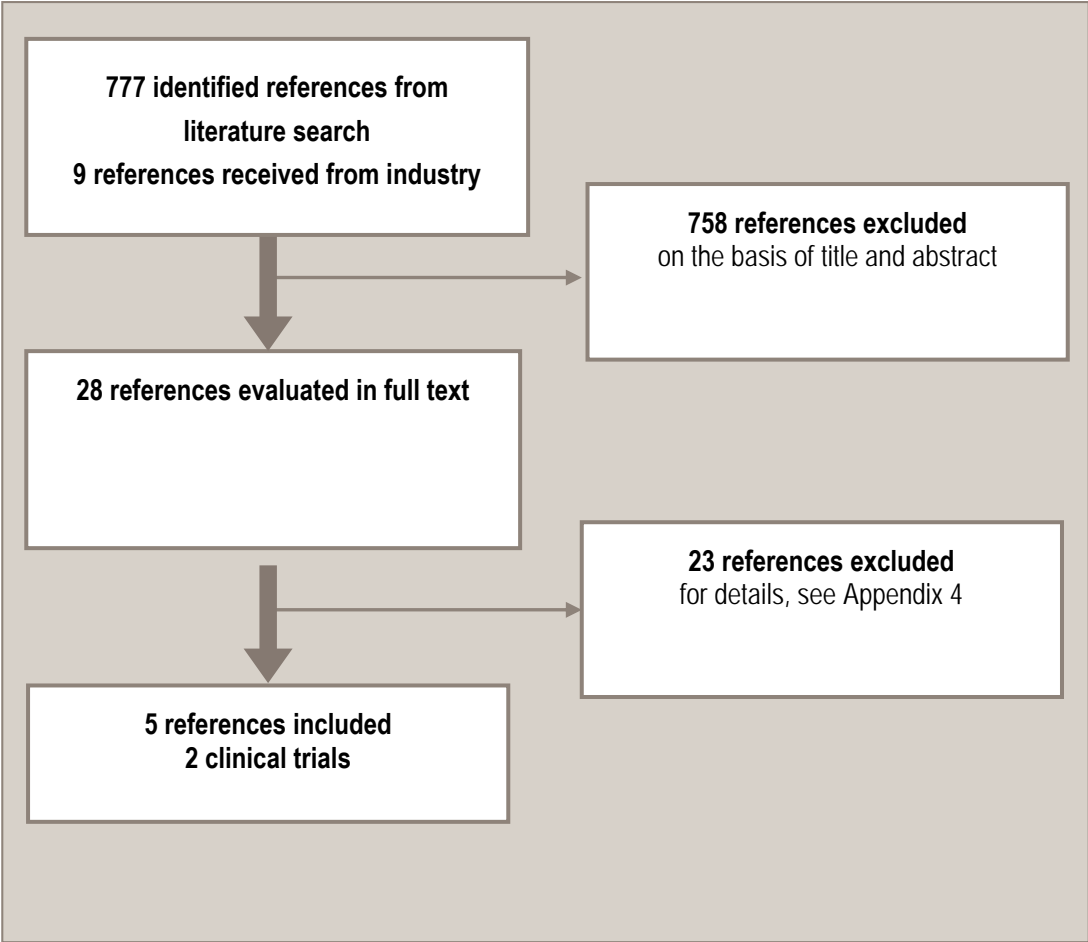 777 identified references from
literature search
9 references received from industry
758 references excluded
on the basis of title and abstract
28 references evaluated in full text
23 references excluded
for details, see Appendix 4
5 references included
2 clinical trials